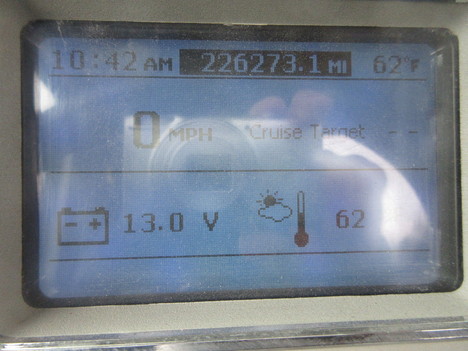 10:42 AM 226273.1 MI 62°F
0 MPH Cruise Target --
13.0 V 62